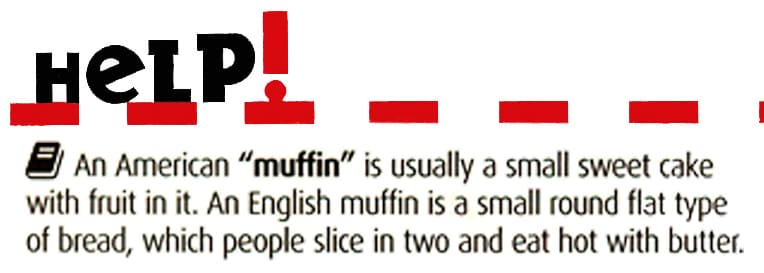 HeLP!
An American “muffin” is usually a small sweet cake
with fruit in it. An English muffin is a small round flat type
of bread, which people slice in two and eat hot with butter.